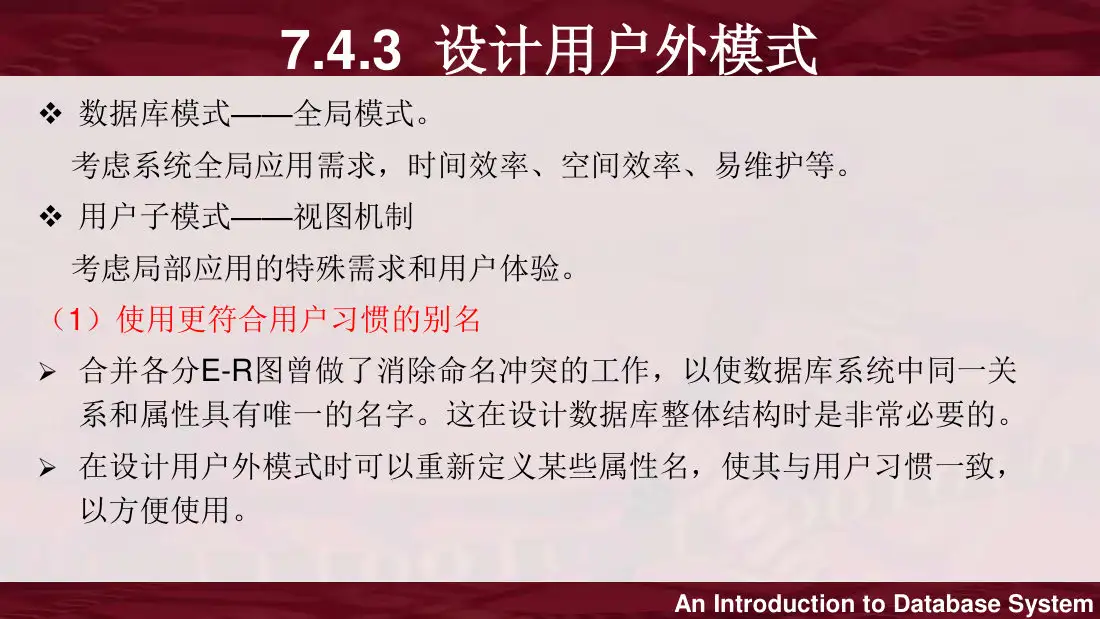 7.4.3 设计用户外模式
❖ 数据库模式——全局模式。
考虑系统全局应用需求，时间效率、空间效率、易维护等。
❖ 用户子模式——视图机制
考虑局部应用的特殊需求和用户体验。
（1）使用更符合用户习惯的别名
➢ 合并各分E-R图曾做了消除命名冲突的工作，以使数据库系统中同一关
系和属性具有唯一的名字。这在设计数据库整体结构时是非常必要的。
➢ 在设计用户外模式时可以重新定义某些属性名，使其与用户习惯一致，
以方便使用。
An Introduction to Database System